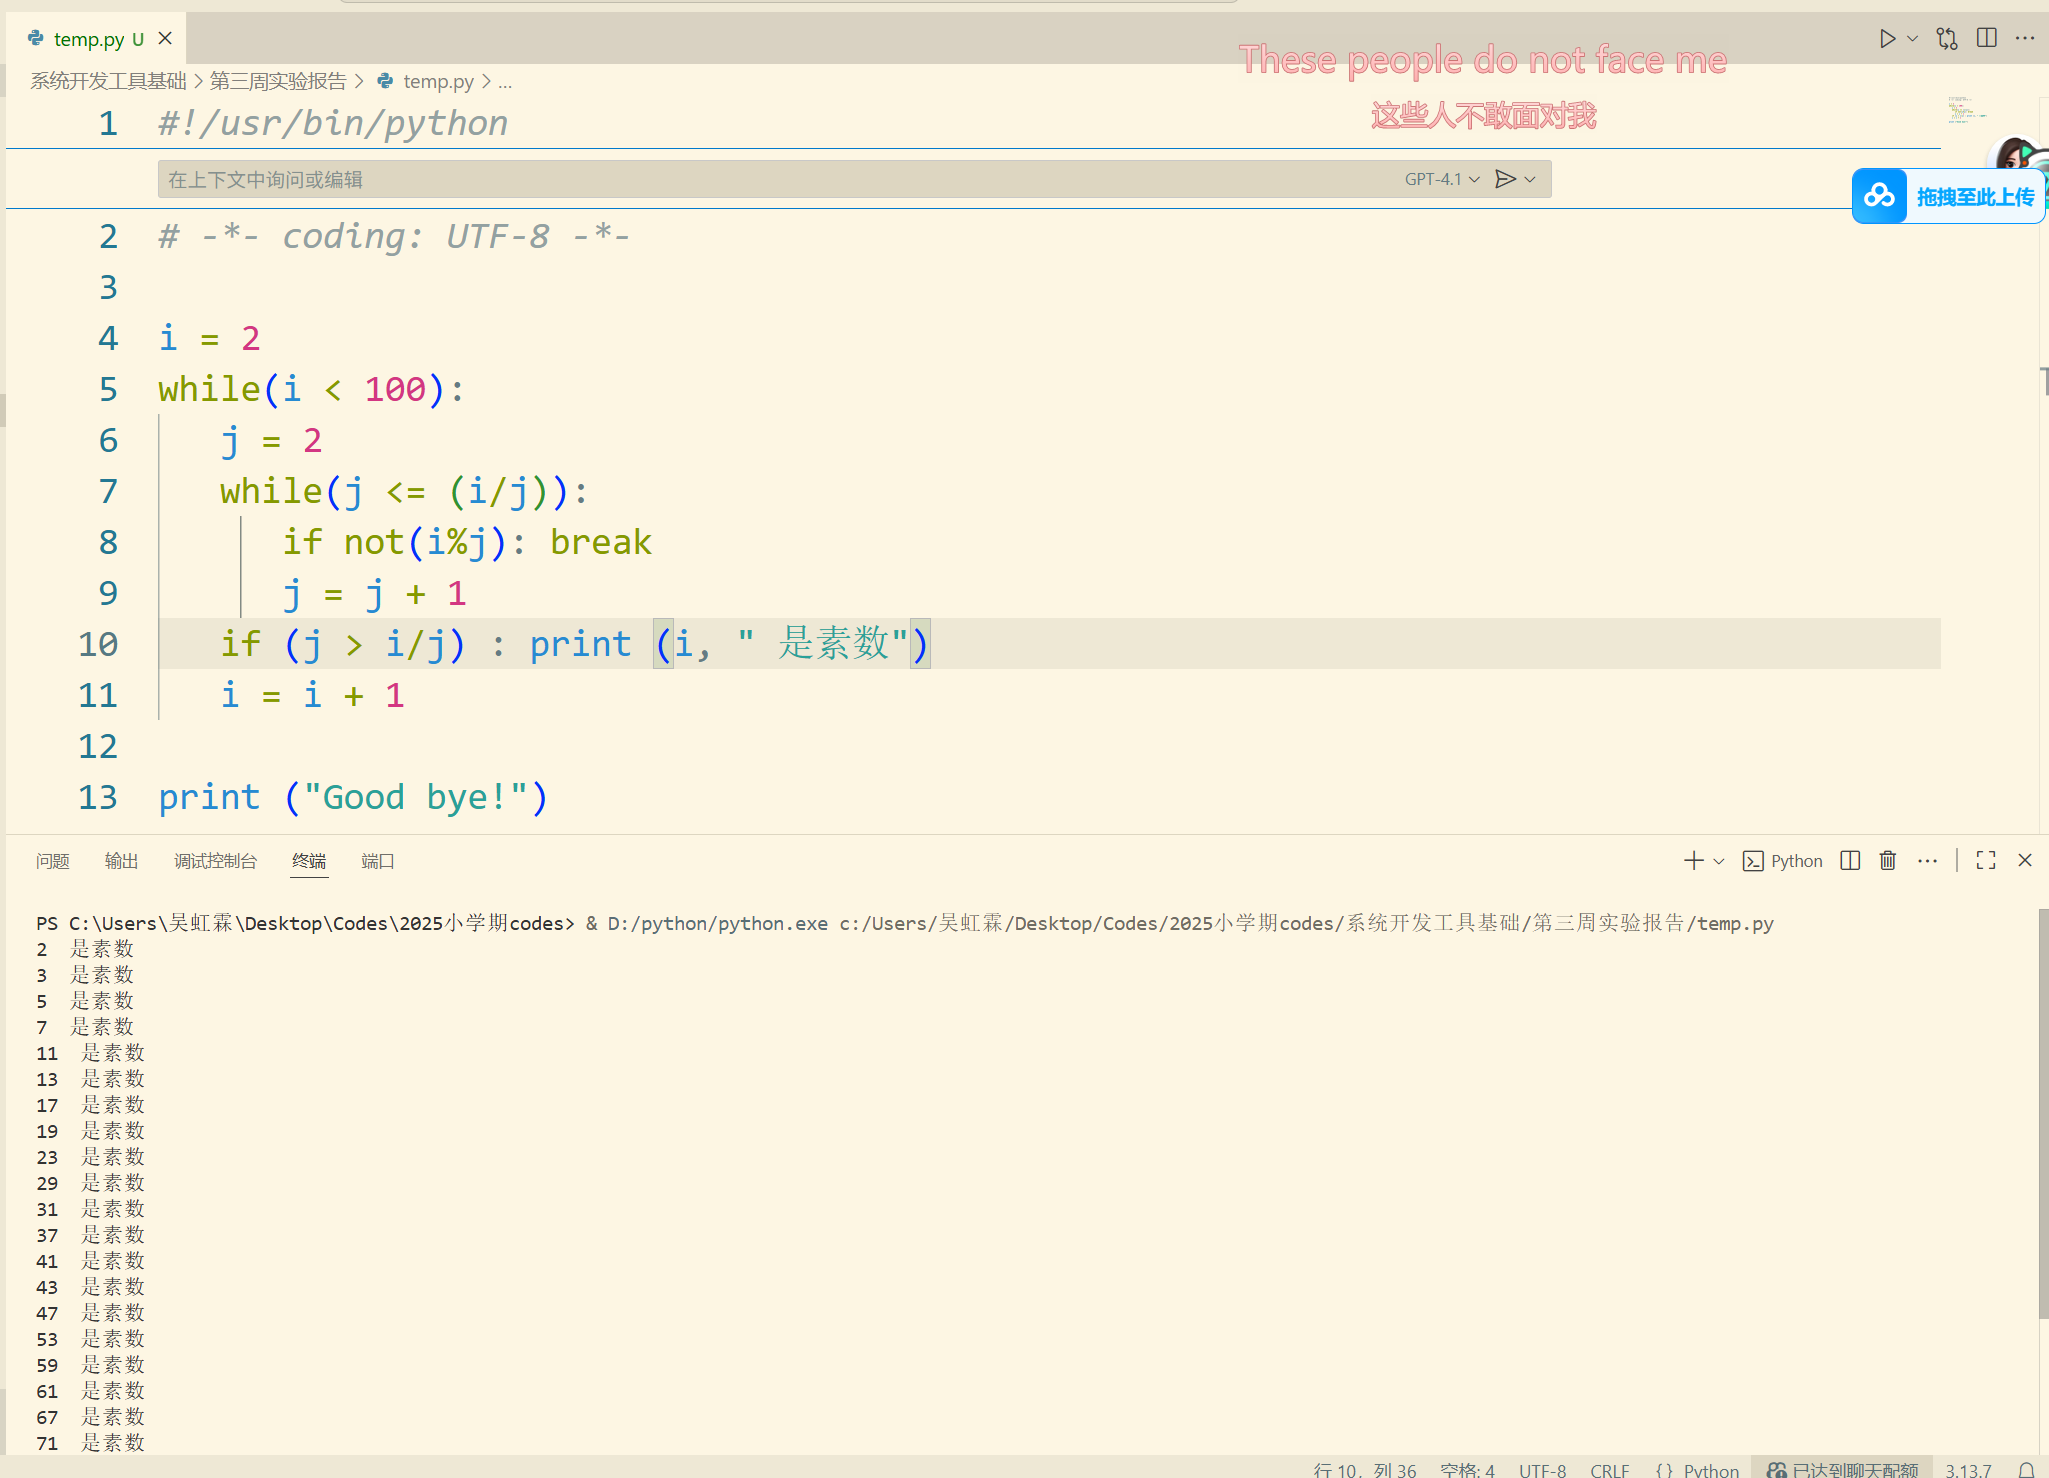 temp.py U
These people do not face me
系统开发工具基础 > 第三周实验报告 > temp.py > ...
这些人不敢面对我
1 #!/usr/bin/python
在上下文中询问或编辑 GPT-4.1
拖拽至此上传
2 # -*- coding: UTF-8 -*-
3
4 i = 2
5 while(i < 100):
6 j = 2
7 while(j <= (i/j)):
8 if not(i%j): break
9 j = j + 1
10 if (j > i/j) : print (i, " 是素数")
11 i = i + 1
12
13 print ("Good bye!")
问题 输出 调试控制台 终端 端口 Python
PS C:\Users\吴虹霖\Desktop\Codes\2025小学期codes> & D:/python/python.exe c:/Users/吴虹霖/Desktop/Codes/2025小学期codes/系统开发工具基础/第三周实验报告/temp.py
2 是素数
3 是素数
5 是素数
7 是素数
11 是素数
13 是素数
17 是素数
19 是素数
23 是素数
29 是素数
31 是素数
37 是素数
41 是素数
43 是素数
47 是素数
53 是素数
59 是素数
61 是素数
67 是素数
71 是素数
行 10, 列 36 空格: 4 UTF-8 CRLF {} Python 已达到聊天配额 3.13.7